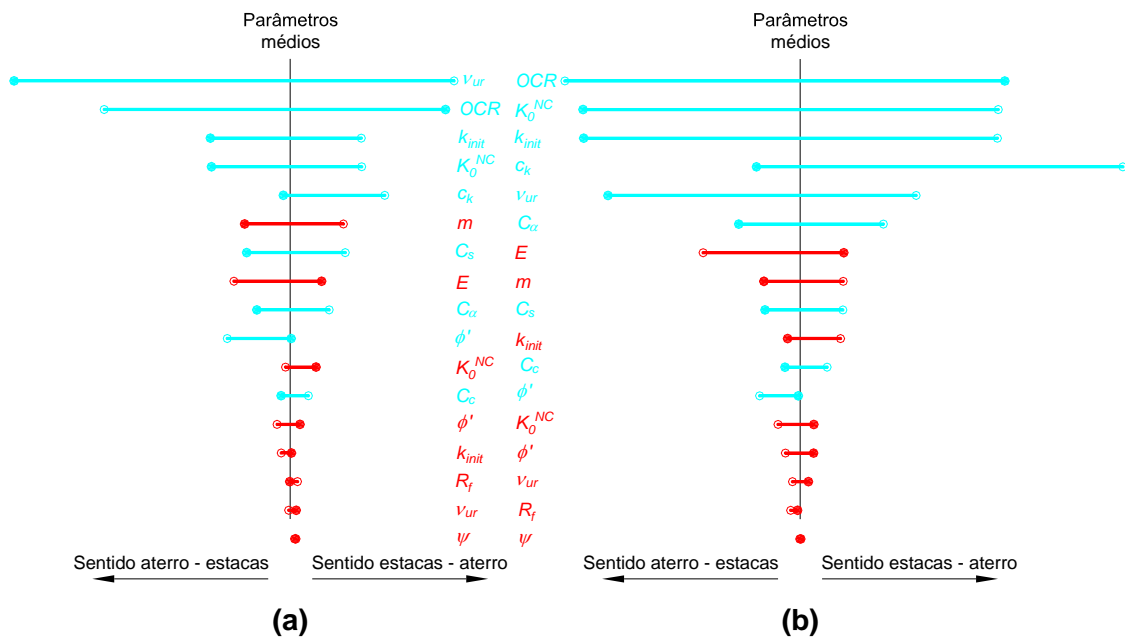 Parâmetros
médios
Parâmetros
médios
ν_ur OCR
OCR K_0^NC
k_init k_init
K_0^NC c_k
c_k ν_ur
m C_α
C_s E
E m
C_α C_s
ϕ' k_init
K_0^NC C_c
C_c ϕ'
ϕ' K_0^NC
k_init ϕ'
R_f ν_ur
ν_ur R_f
ψ ψ
Sentido aterro - estacas Sentido estacas - aterro
Sentido aterro - estacas Sentido estacas - aterro
(a) (b)